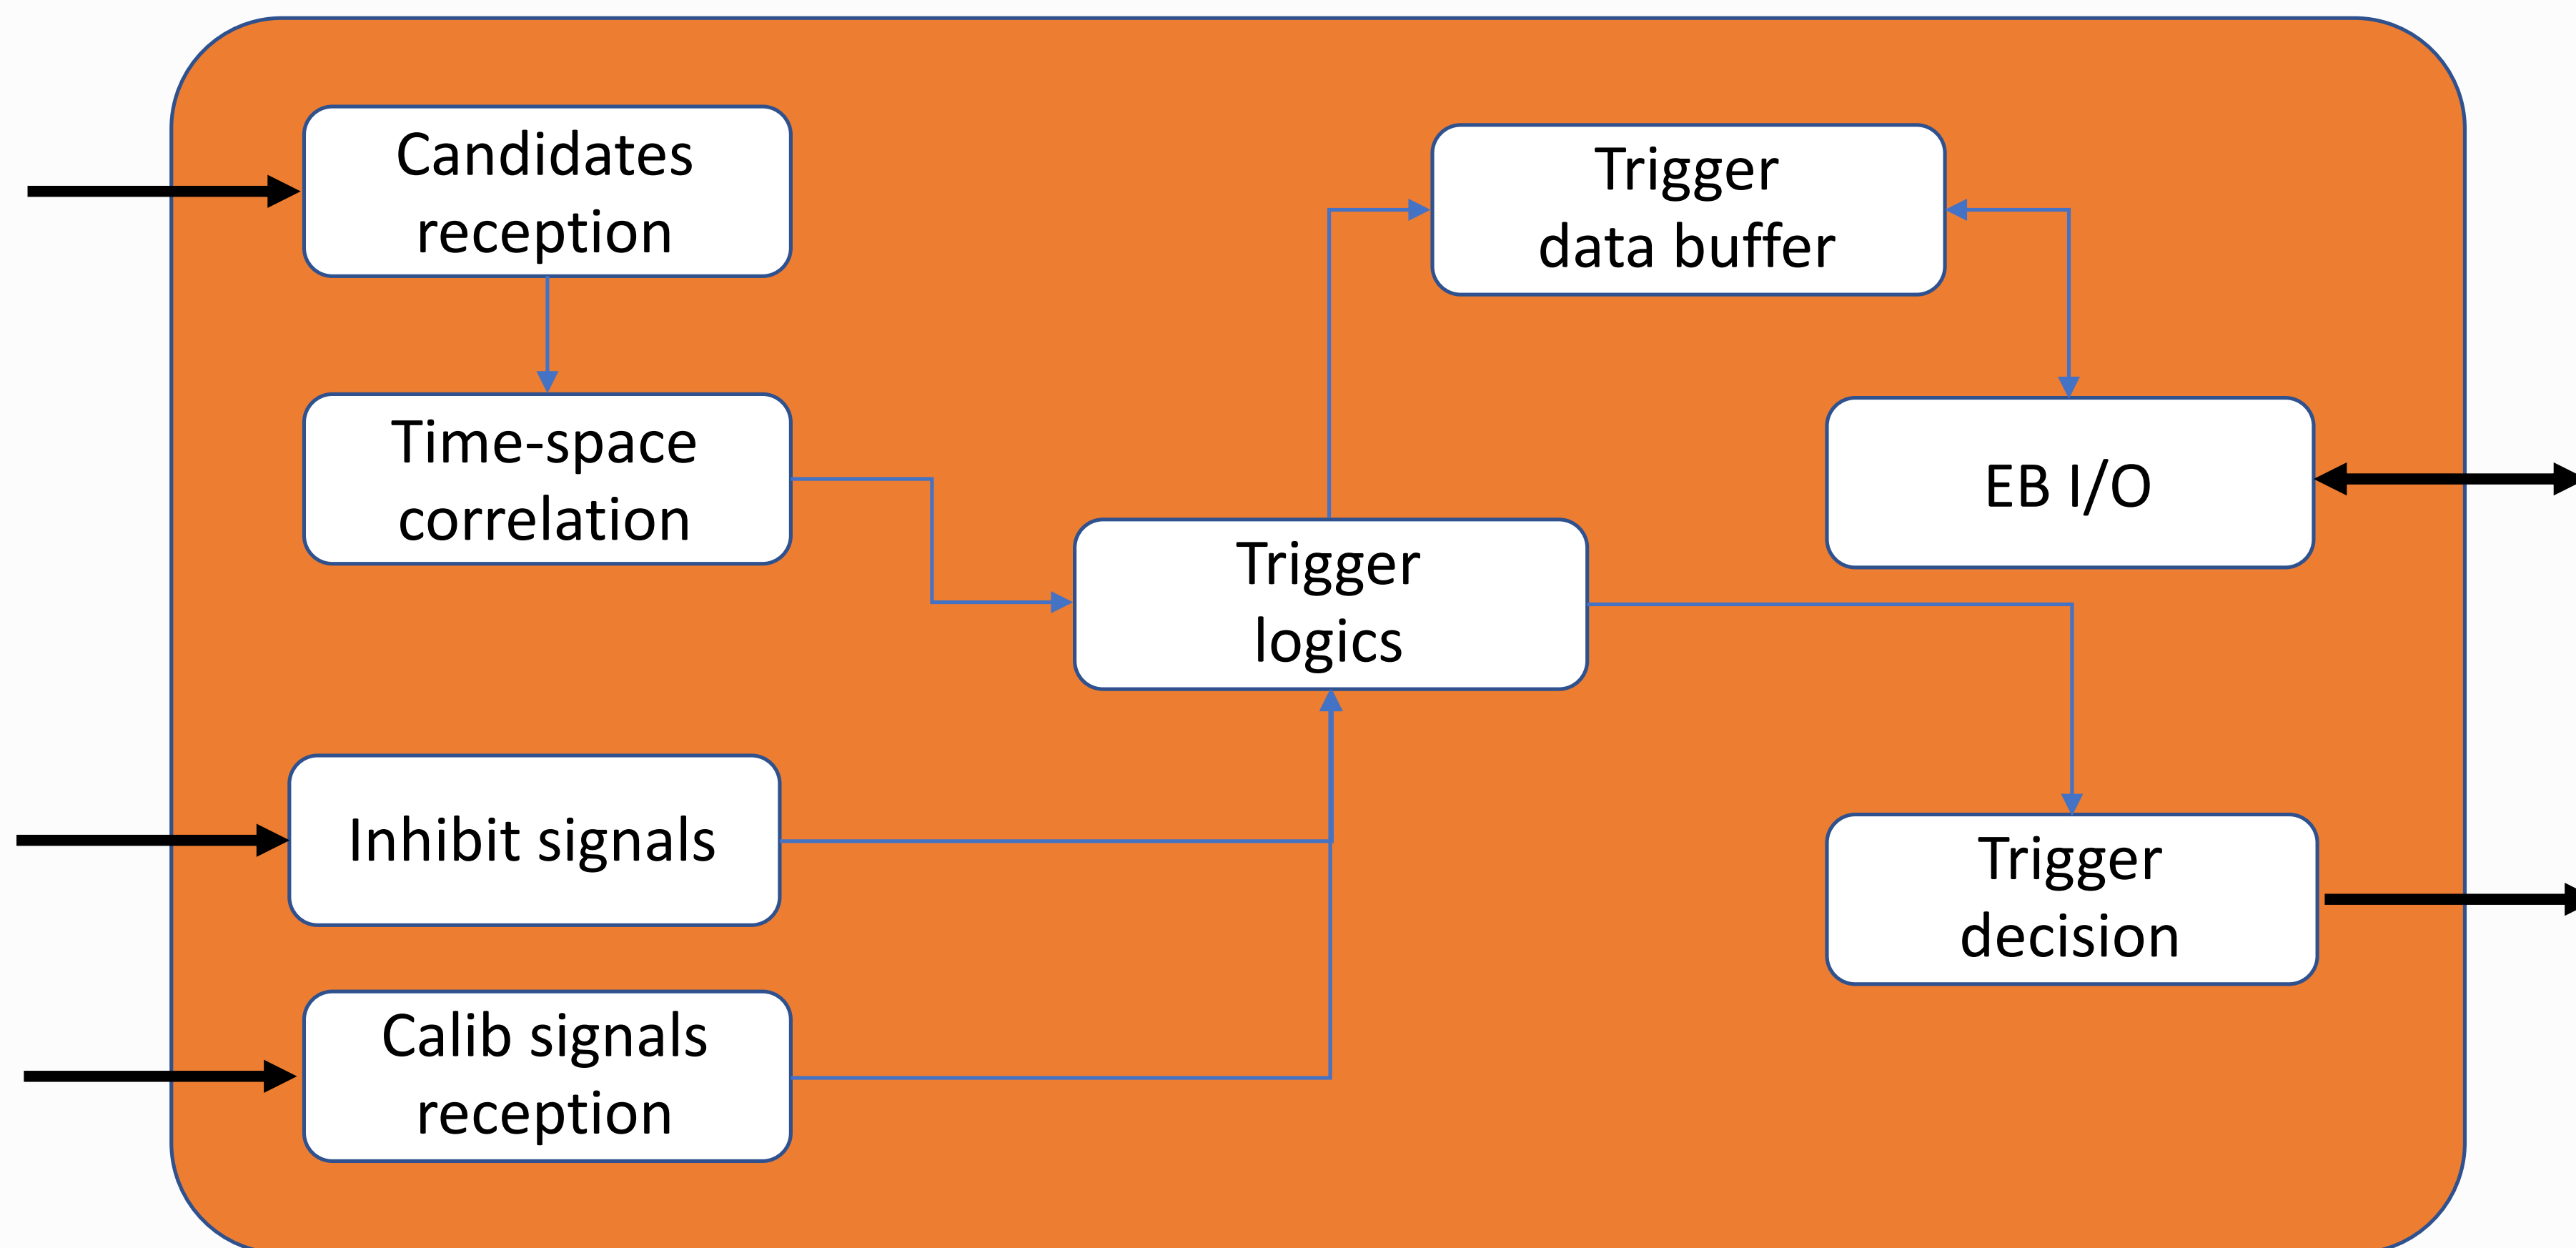 Candidates
reception
Time-space
correlation
Inhibit signals
Calib signals
reception
Trigger
logics
Trigger
data buffer
EB I/O
Trigger
decision